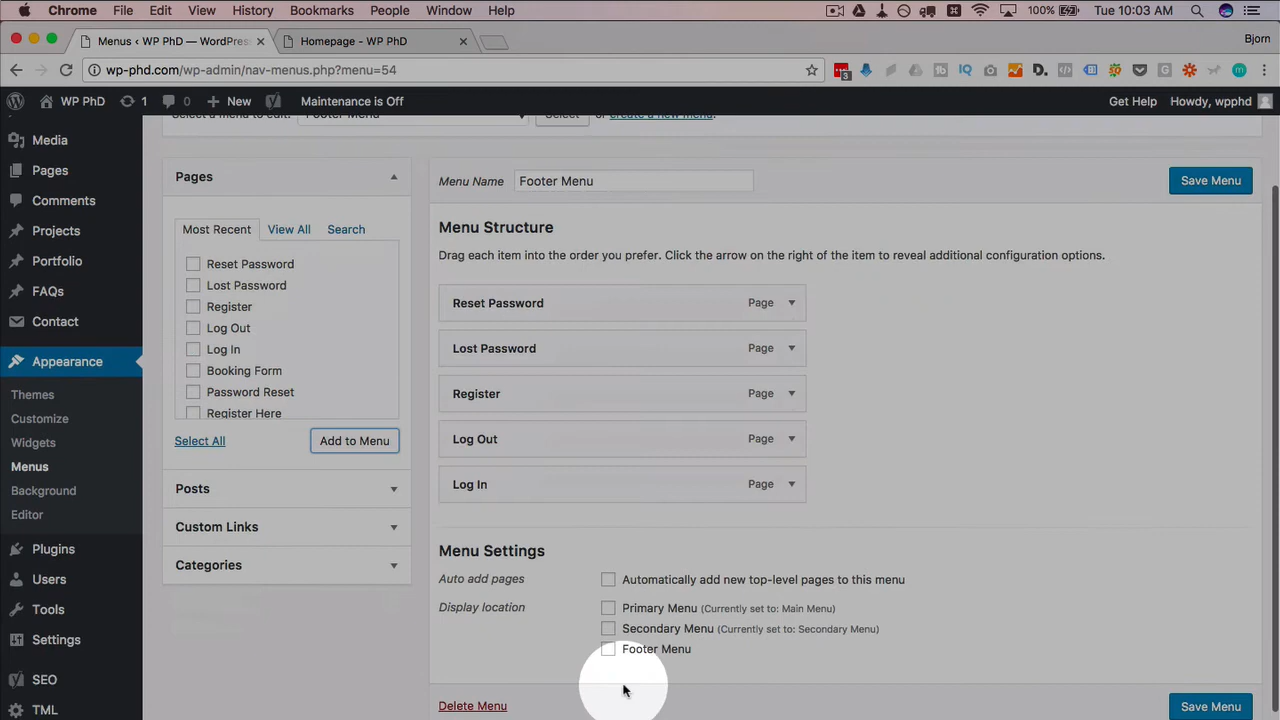 Chrome File Edit View History Bookmarks People Window Help 100% Tue 10:03 AM
Menus ‹ WP PhD — WordPres Homepage - WP PhD Bjorn
wp-phd.com/wp-admin/nav-menus.php?menu=54 3
WP PhD 1 0 New Maintenance is Off Get Help Howdy, wpphd
Select a menu to edit: Footer Menu Select or create a new menu.
Media
Pages
Comments
Projects
Portfolio
FAQs
Contact
Appearance
Themes
Customize
Widgets
Menus
Background
Editor
Plugins
Users
Tools
Settings
SEO
TML
Pages
Most Recent View All Search
Reset Password
Lost Password
Register
Log Out
Log In
Booking Form
Password Reset
Register Here
Select All Add to Menu
Posts
Custom Links
Categories
Menu Name Footer Menu Save Menu
Menu Structure
Drag each item into the order you prefer. Click the arrow on the right of the item to reveal additional configuration options.
Reset Password Page
Lost Password Page
Register Page
Log Out Page
Log In Page
Menu Settings
Auto add pages Automatically add new top-level pages to this menu
Display location Primary Menu (Currently set to: Main Menu)
Secondary Menu (Currently set to: Secondary Menu)
Footer Menu
Delete Menu Save Menu